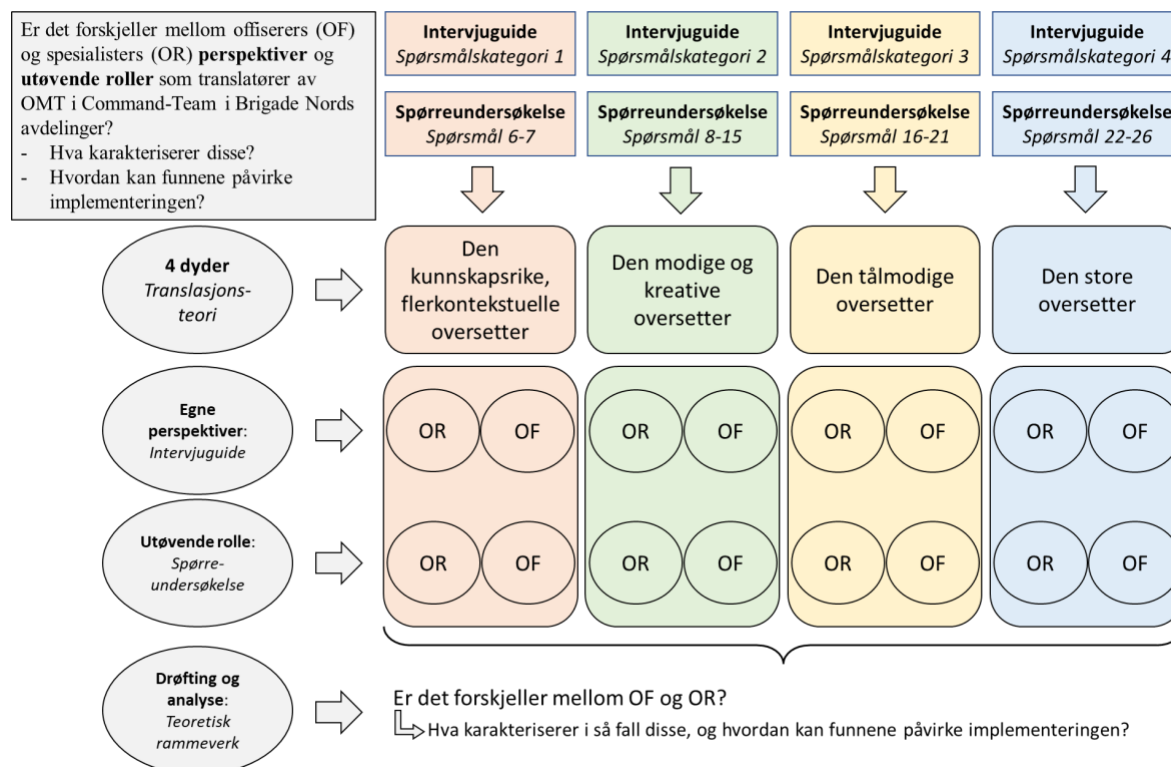 Er det forskjeller mellom offiserers (OF)
og spesialisters (OR) perspektiver og
utøvende roller som translatører av
OMT i Command-Team i Brigade Nords
avdelinger?
- Hva karakteriserer disse?
- Hvordan kan funnene påvirke
implementeringen?
Intervjuguide
Spørsmålskategori 1
Intervjuguide
Spørsmålskategori 2
Intervjuguide
Spørsmålskategori 3
Intervjuguide
Spørsmålskategori 4
Spørreundersøkelse
Spørsmål 6-7
Spørreundersøkelse
Spørsmål 8-15
Spørreundersøkelse
Spørsmål 16-21
Spørreundersøkelse
Spørsmål 22-26
4 dyder
Translasjons-
teori
Den
kunnskapsrike,
flerkontekstuelle
oversetter
Den modige og
kreative
oversetter
Den tålmodige
oversetter
Den store
oversetter
Egne
perspektiver:
Intervjuguide
OR OF OR OF OR OF OR OF
Utøvende rolle:
Spørre-
undersøkelse
OR OF OR OF OR OF OR OF
Drøfting og
analyse:
Teoretisk
rammeverk
Er det forskjeller mellom OF og OR?
Hva karakteriserer i så fall disse, og hvordan kan funnene påvirke implementeringen?